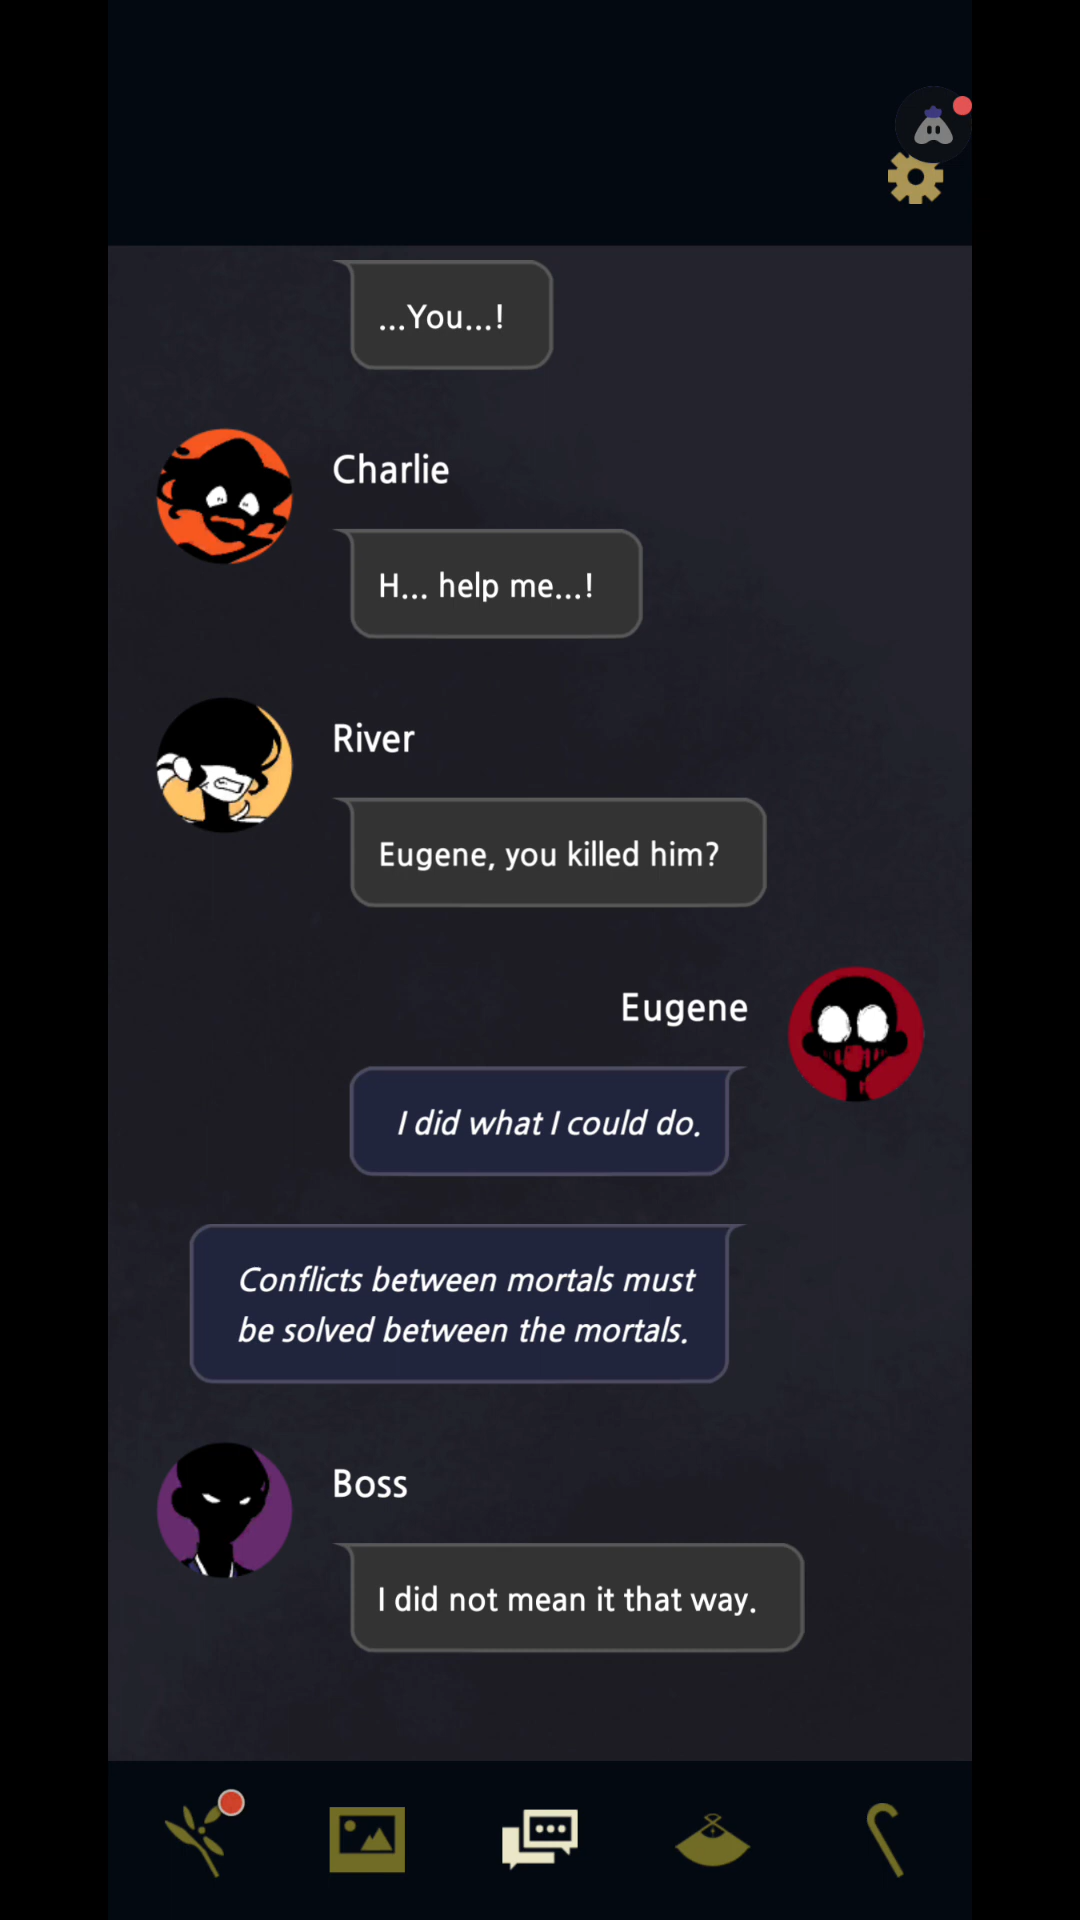 ...You...!
Charlie
H... help me...!
River
Eugene, you killed him?
Eugene
I did what I could do.
Conflicts between mortals must
be solved between the mortals.
Boss
I did not mean it that way.